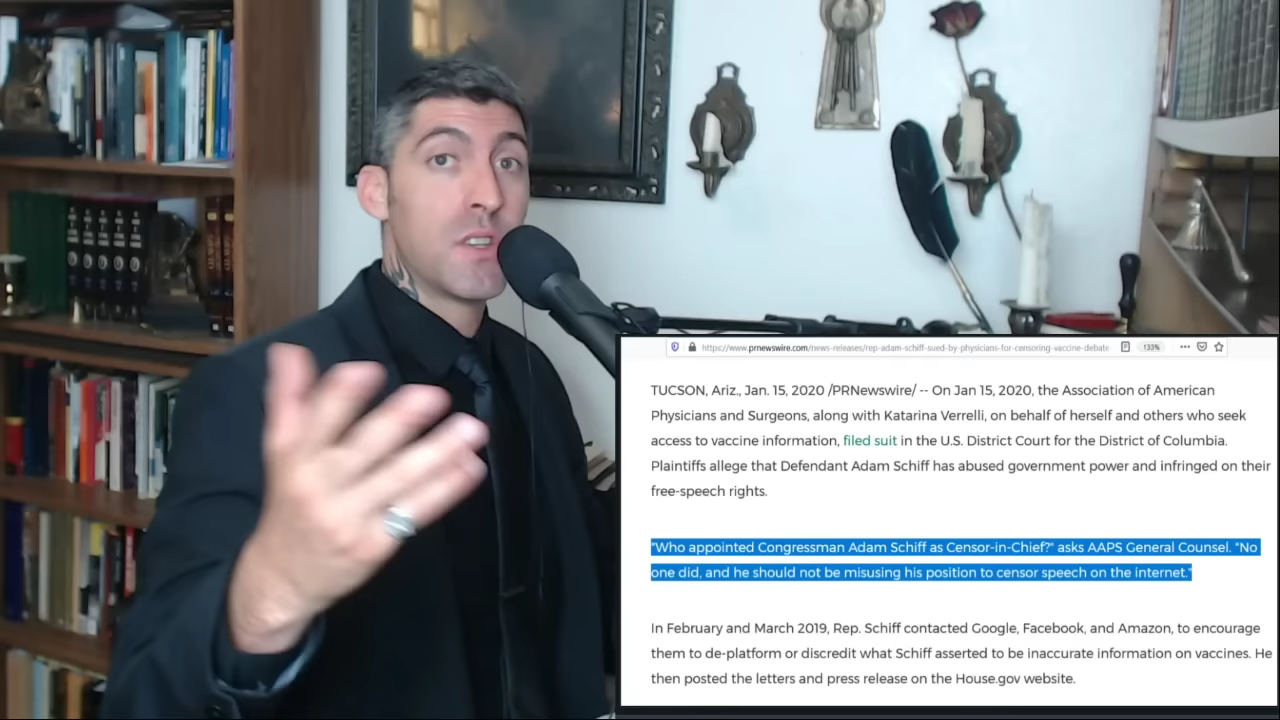 https://www.prnewswire.com/news-releases/rep-adam-schiff-sued-by-physicians-for-censoring-vaccine-debate
133%
TUCSON, Ariz., Jan. 15, 2020 /PRNewswire/ -- On Jan 15, 2020, the Association of American
Physicians and Surgeons, along with Katarina Verrelli, on behalf of herself and others who seek
access to vaccine information, filed suit in the U.S. District Court for the District of Columbia.
Plaintiffs allege that Defendant Adam Schiff has abused government power and infringed on their
free-speech rights.
"Who appointed Congressman Adam Schiff as Censor-in-Chief?" asks AAPS General Counsel. "No
one did, and he should not be misusing his position to censor speech on the internet."
In February and March 2019, Rep. Schiff contacted Google, Facebook, and Amazon, to encourage
them to de-platform or discredit what Schiff asserted to be inaccurate information on vaccines. He
then posted the letters and press release on the House.gov website.